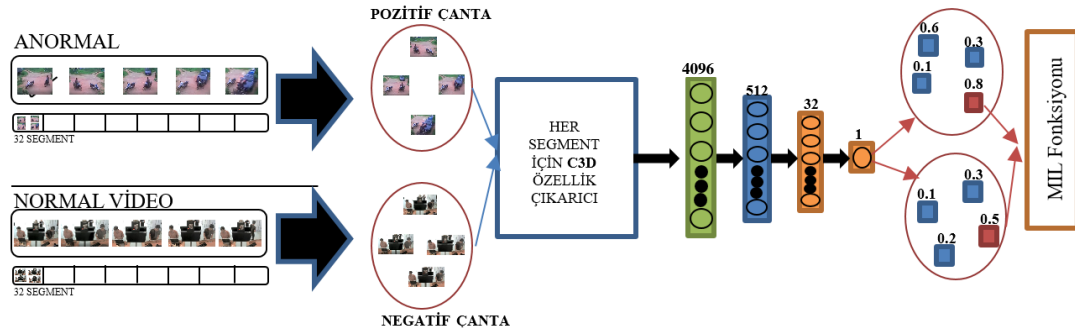 ANORMAL
32 SEGMENT
NORMAL VİDEO
32 SEGMENT
POZİTİF ÇANTA
NEGATİF ÇANTA
HER
SEGMENT
İÇİN C3D
ÖZELLİK
ÇIKARICI
4096
512
32
1
0.6
0.3
0.1
0.8
0.3
0.1
0.5
0.2
MIL Fonksiyonu